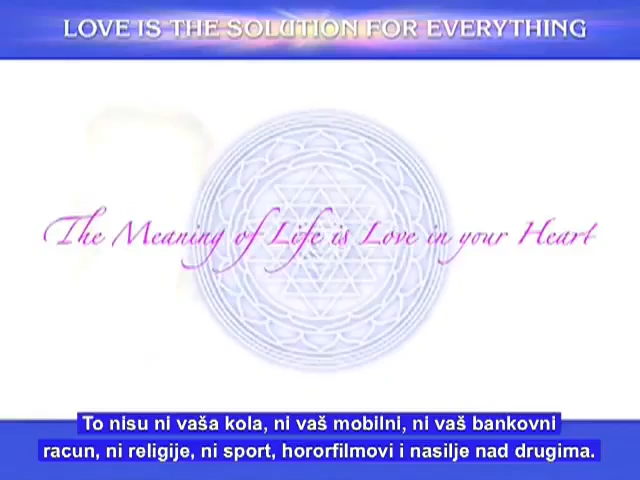 LOVE IS THE SOLUTION FOR EVERYTHING
The Meaning of Life is Love in your Heart
To nisu ni vaša kola, ni vaš mobilni, ni vaš bankovni
racun, ni religije, ni sport, hororfilmovi i nasilje nad drugima.